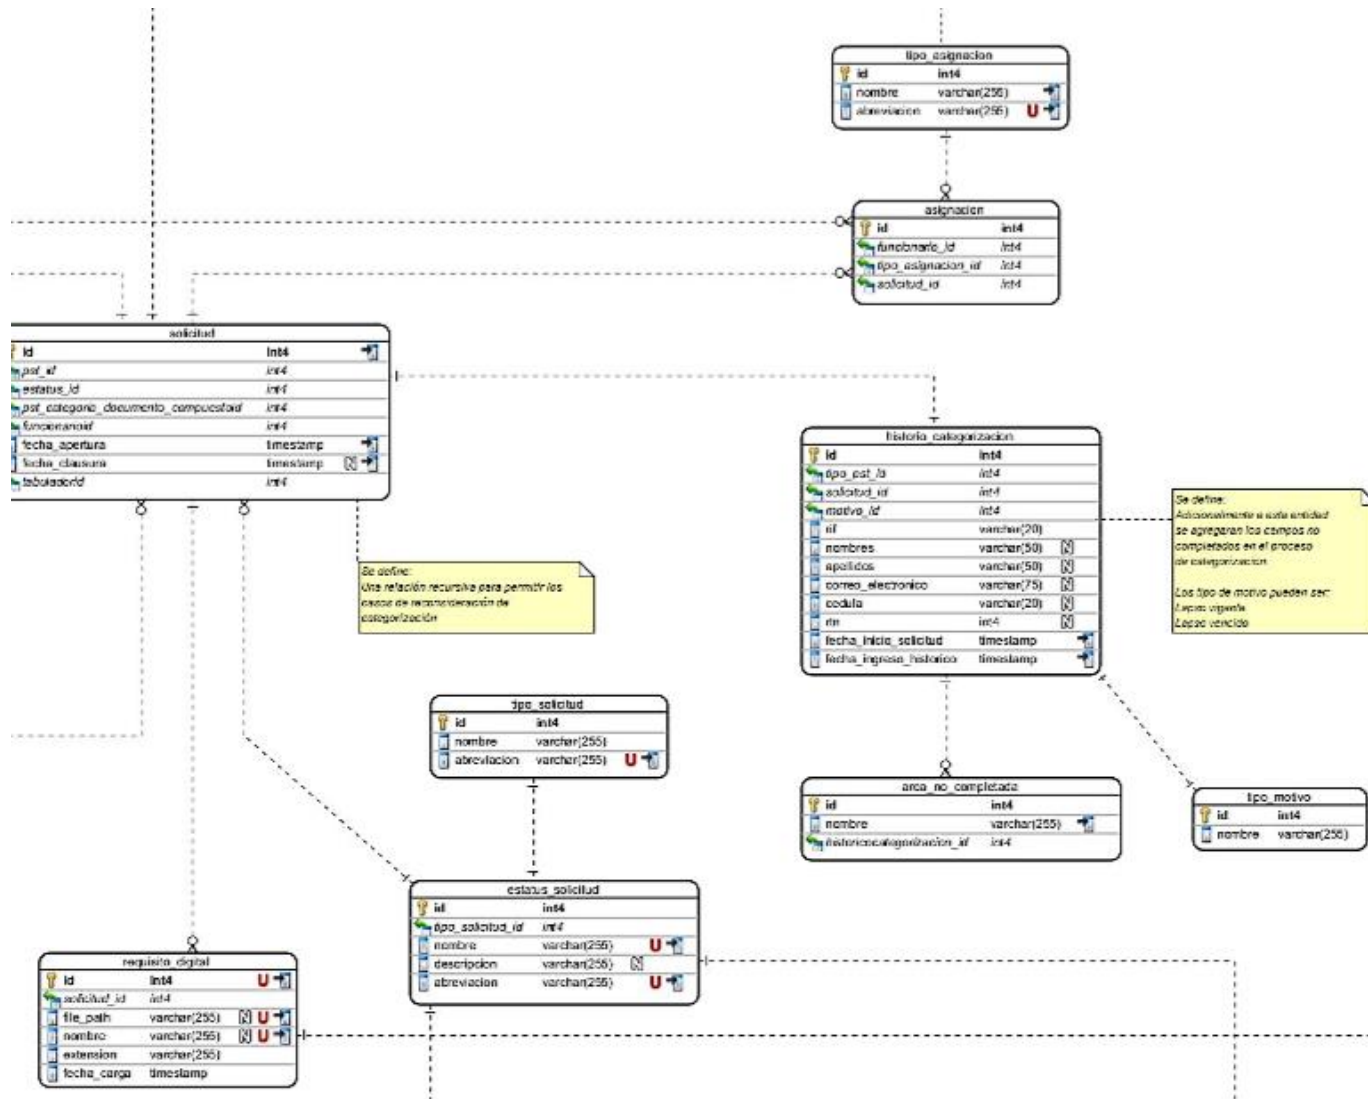 tipo_asignacion
id int4
nombre varchar(255)
abreviacion varchar(255) U
asignacion
id int4
funcionario_id int4
tipo_asignacion_id int4
solicitud_id int4
solicitud
id int4
pst_id int4
estatus_id int4
pst_categoria_documento_compuestoid int4
funcionarioid int4
fecha_apertura timestamp
fecha_clausura timestamp N
tabuladorid int4
Se define:
Una relación recursiva para permitir los
casos de reconsideración de
categorización
historio_categorizacion
id int4
tipo_pst_id int4
solicitud_id int4
motivo_id int4
rif varchar(20)
nombres varchar(50) N
apellidos varchar(50) N
correo_electronico varchar(75) N
cedula varchar(20) N
rtn int4 N
fecha_inicio_solicitud timestamp
fecha_ingreso_historico timestamp
Se define:
Adicionalmente a esta entidad
se agregaran los campos no
completados en el proceso
de categorización
Los tipo de motivo pueden ser:
Lapso vigente
Lapso vencido
tipo_solicitud
id int4
nombre varchar(255)
abreviacion varchar(255) U
area_no_completada
id int4
nombre varchar(255)
historicocategorizacion_id int4
tipo_motivo
id int4
nombre varchar(255)
estatus_solicitud
id int4
tipo_solicitud_id int4
nombre varchar(255) U
descripcion varchar(255) N
abreviacion varchar(255) U
requisito_digital
id int4 U
solicitud_id int4
file_path varchar(255) N U
nombre varchar(255) N U
extension varchar(255)
fecha_carga timestamp